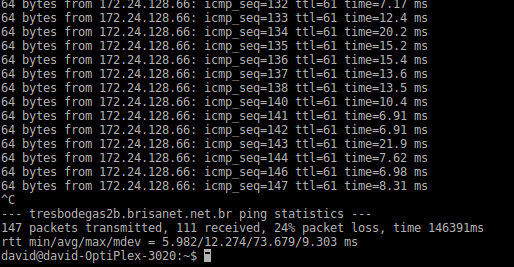 64 bytes from 172.24.128.66: icmp_seq=132 ttl=61 time=7.17 ms
64 bytes from 172.24.128.66: icmp_seq=133 ttl=61 time=12.4 ms
64 bytes from 172.24.128.66: icmp_seq=134 ttl=61 time=20.2 ms
64 bytes from 172.24.128.66: icmp_seq=135 ttl=61 time=15.2 ms
64 bytes from 172.24.128.66: icmp_seq=136 ttl=61 time=15.4 ms
64 bytes from 172.24.128.66: icmp_seq=137 ttl=61 time=13.6 ms
64 bytes from 172.24.128.66: icmp_seq=138 ttl=61 time=13.5 ms
64 bytes from 172.24.128.66: icmp_seq=140 ttl=61 time=10.4 ms
64 bytes from 172.24.128.66: icmp_seq=141 ttl=61 time=6.91 ms
64 bytes from 172.24.128.66: icmp_seq=142 ttl=61 time=6.91 ms
64 bytes from 172.24.128.66: icmp_seq=143 ttl=61 time=21.9 ms
64 bytes from 172.24.128.66: icmp_seq=144 ttl=61 time=7.62 ms
64 bytes from 172.24.128.66: icmp_seq=146 ttl=61 time=6.98 ms
64 bytes from 172.24.128.66: icmp_seq=147 ttl=61 time=8.31 ms
^C
--- tresbodegas2b.brisanet.net.br ping statistics ---
147 packets transmitted, 111 received, 24% packet loss, time 146391ms
rtt min/avg/max/mdev = 5.982/12.274/73.679/9.303 ms
david@david-OptiPlex-3020:~$